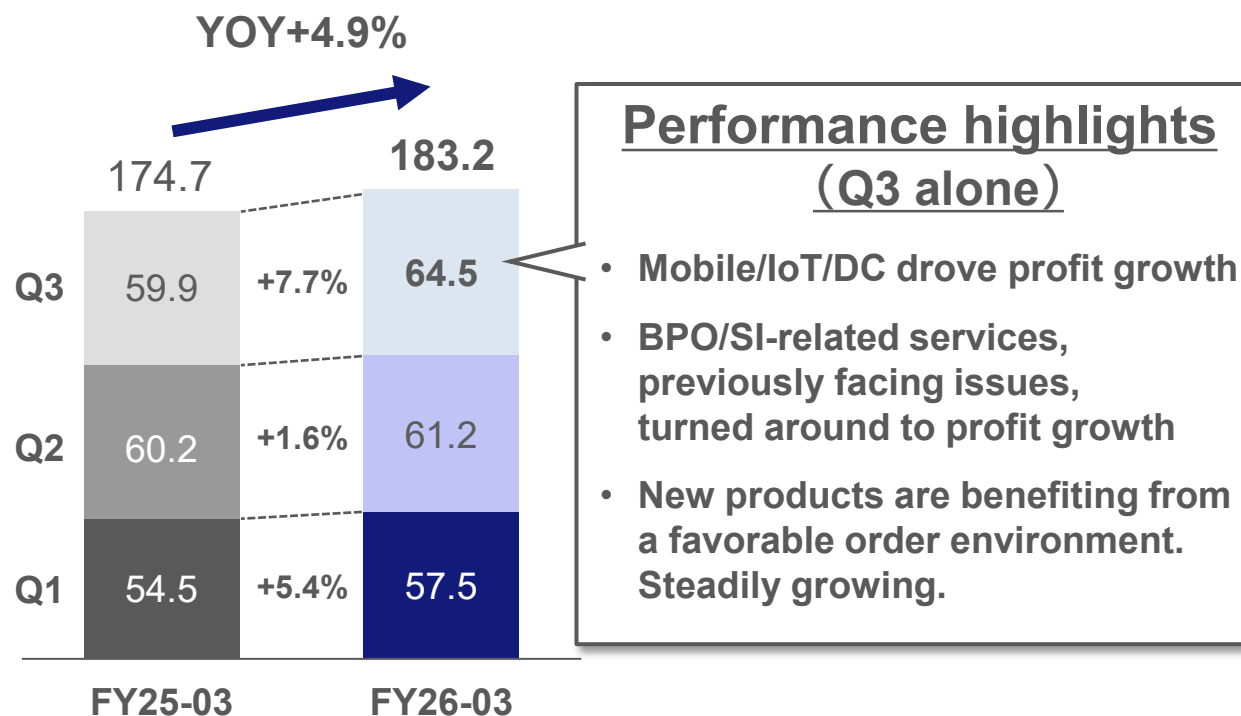 YOY+4.9%
174.7
183.2
Q3
59.9
+7.7%
64.5
Q2
60.2
+1.6%
61.2
Q1
54.5
+5.4%
57.5
FY25-03
FY26-03
Performance highlights
（Q3 alone）
• Mobile/IoT/DC drove profit growth
• BPO/SI-related services,
previously facing issues,
turned around to profit growth
• New products are benefiting from
a favorable order environment.
Steadily growing.